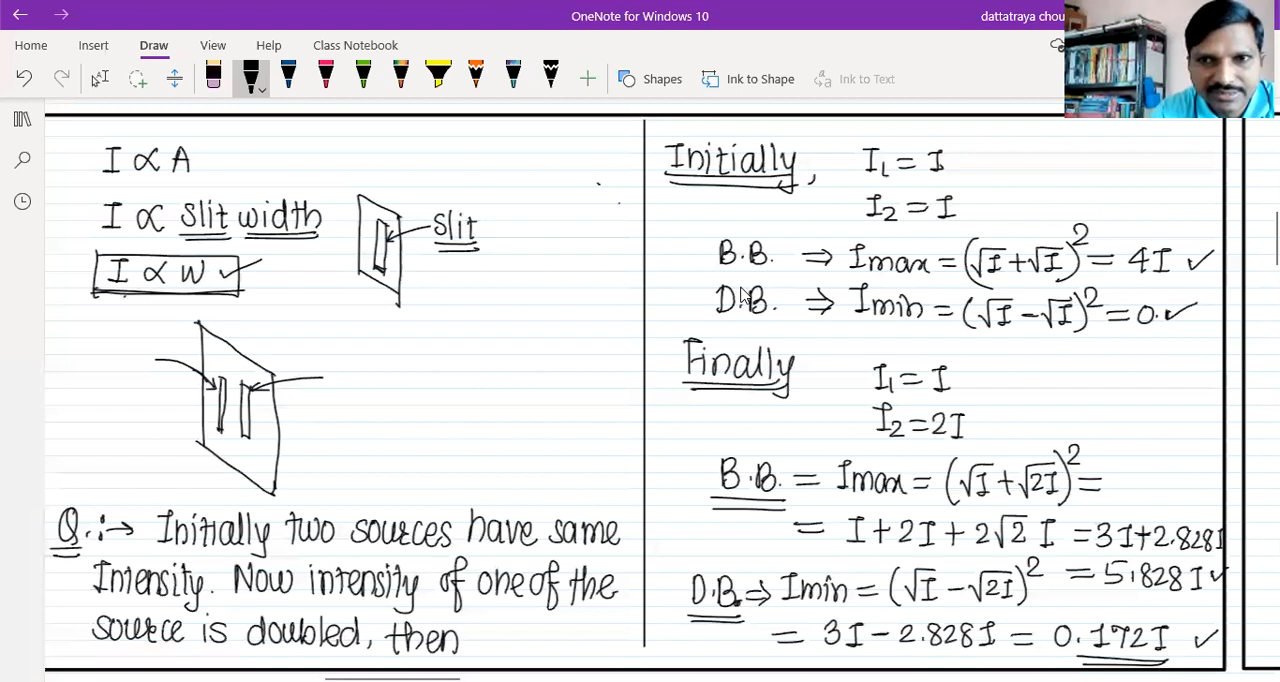 OneNote for Windows 10
dattatraya chou
Home Insert Draw View Help Class Notebook
Shapes Ink to Shape Ink to Text
I ∝ A
I ∝ slit width
slit
I ∝ W ✓
Q.:→ Initially two sources have same
Intensity. Now intensity of one of the
source is doubled, then
Initially, I₁ = I
I₂ = I
B.B. ⇒ Imax = (√I + √I)² = 4I ✓
D.B. ⇒ Imin = (√I − √I)² = 0. ✓
Finally I₁ = I
I₂ = 2I
B.B. = Imax = (√I + √2I)² =
= I + 2I + 2√2 I = 3I + 2.828I
= 5.828I ✓
D.B. ⇒ Imin = (√I − √2I)²
= 3I − 2.828I = 0.172I ✓